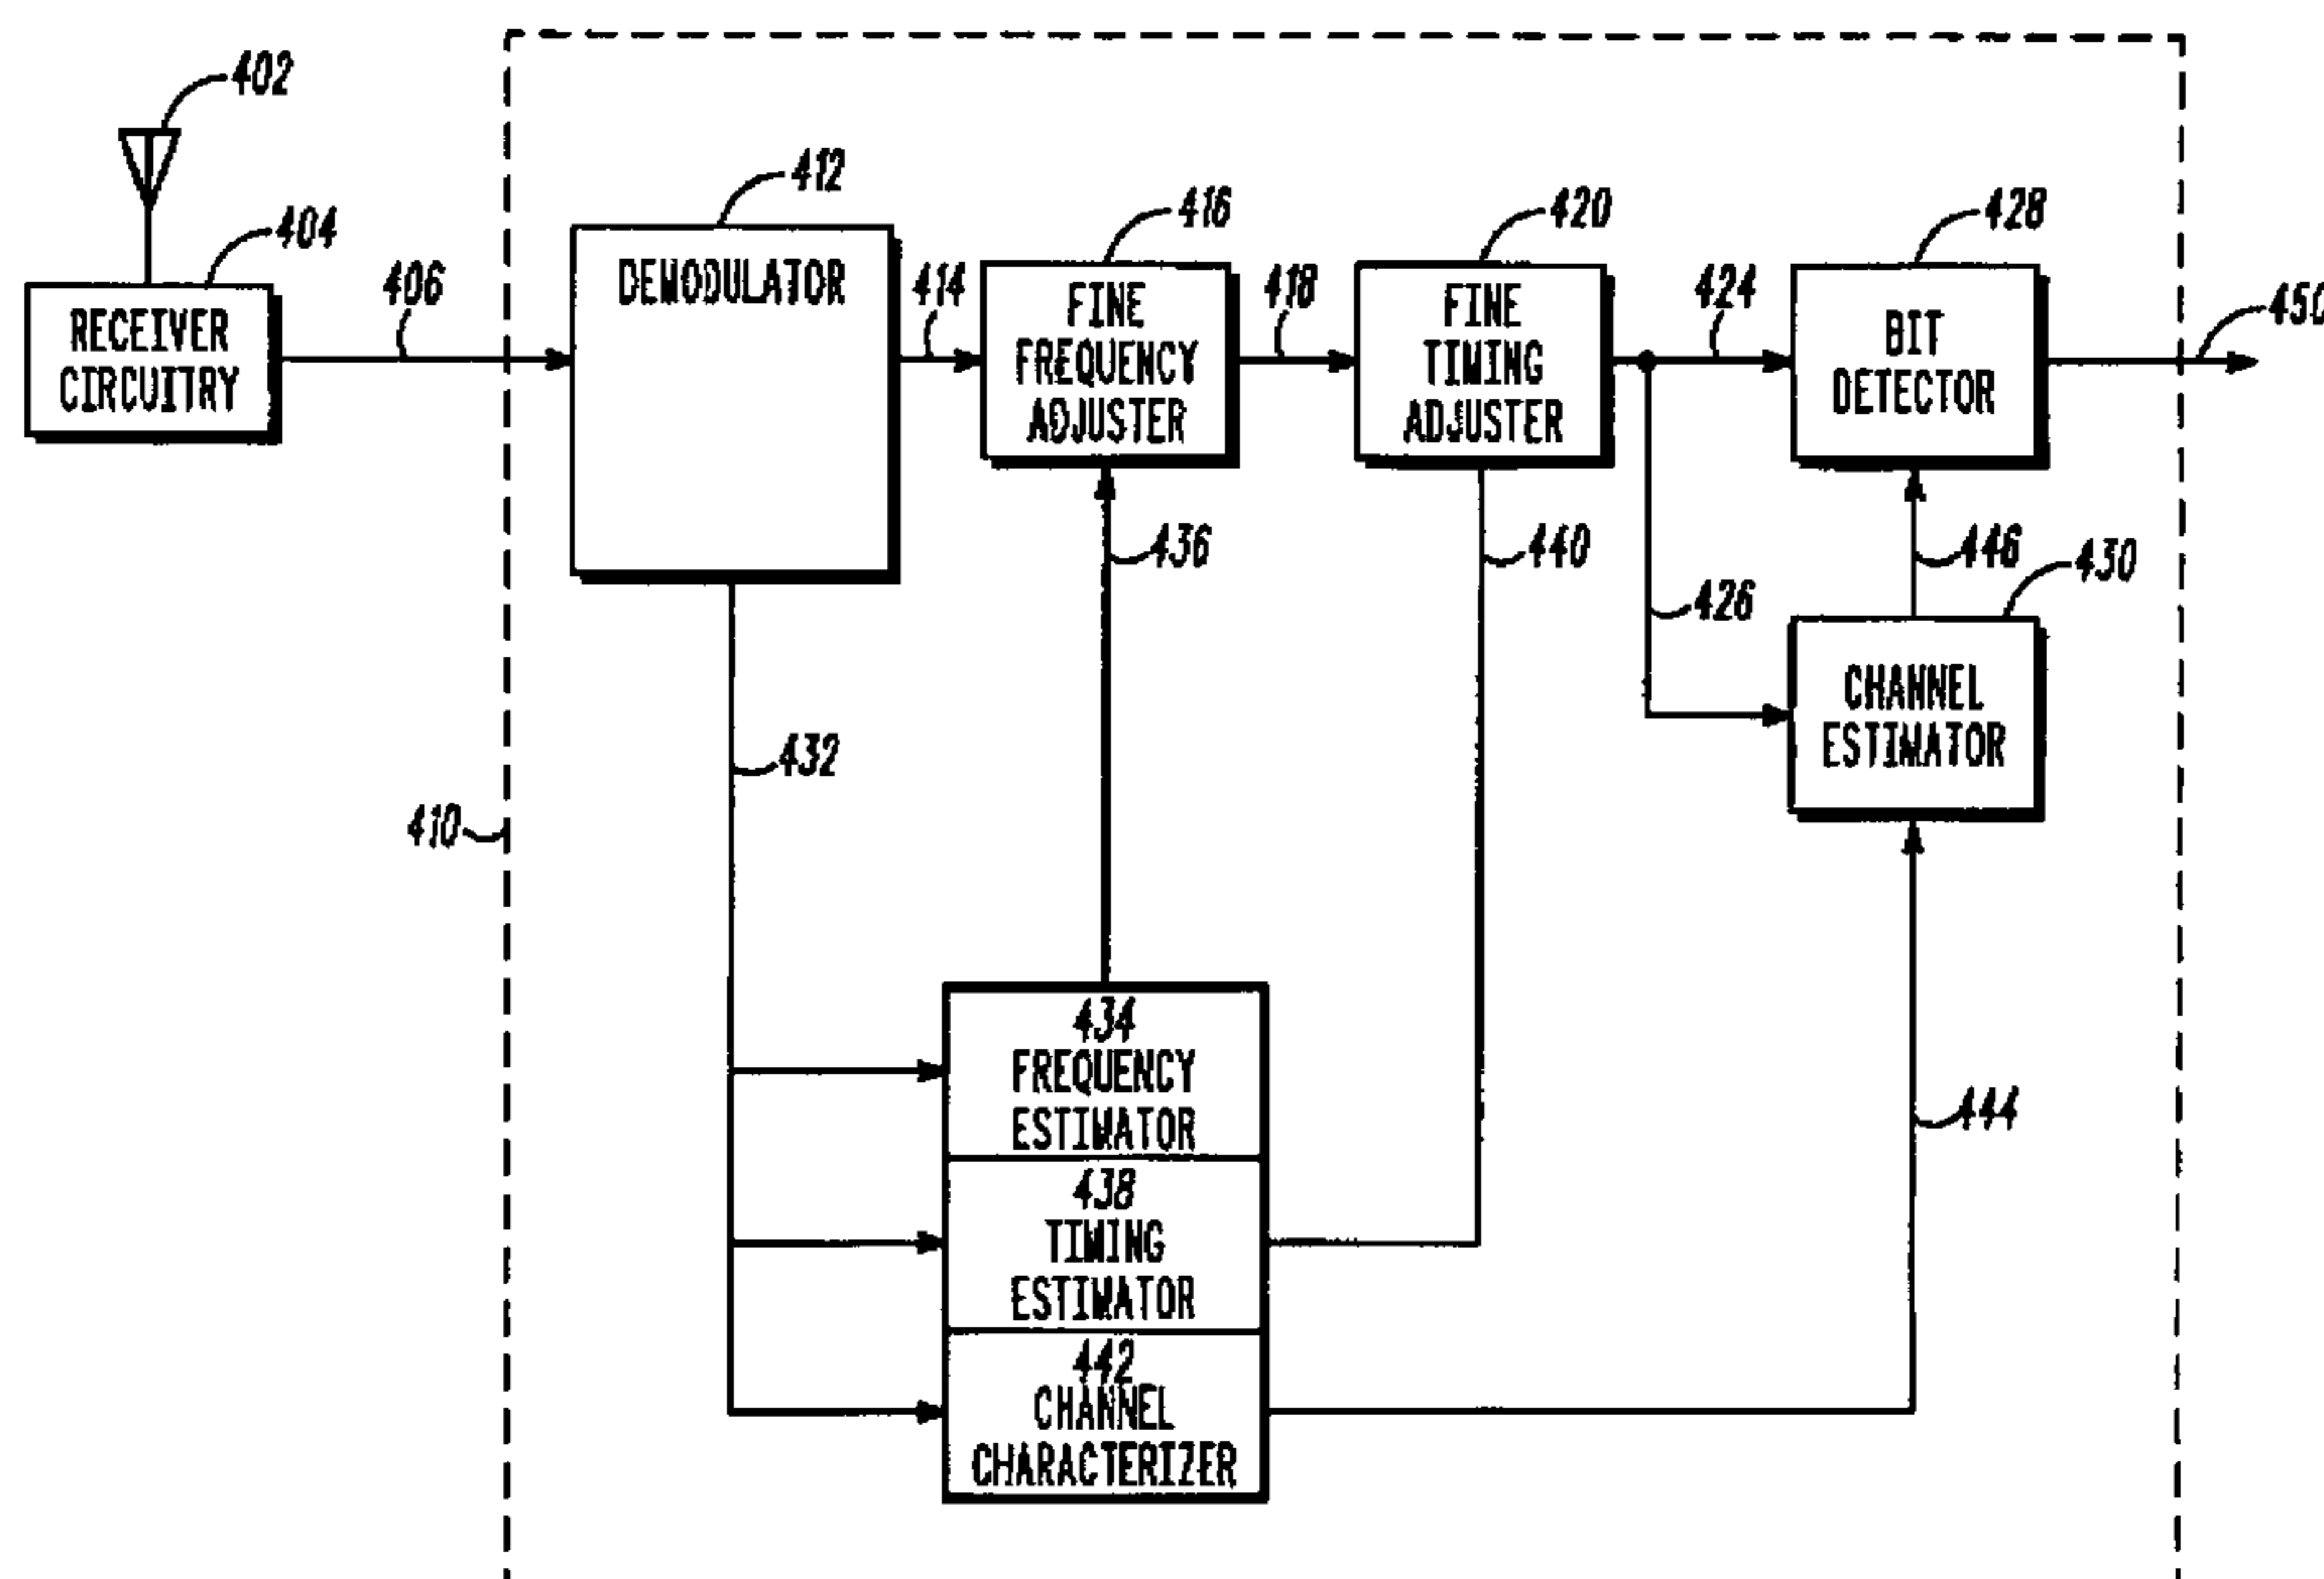 402
404
RECEIVER
CIRCUITRY
406
410
412
DEMODULATOR
414
416
FINE
FREQUENCY
ADJUSTER
418
420
FINE
TIMING
ADJUSTER
424
428
BIT
DETECTOR
450
432
436
440
426
446
430
CHANNEL
ESTIMATOR
434
FREQUENCY
ESTIMATOR
438
TIMING
ESTIMATOR
442
CHANNEL
CHARACTERIZER
444